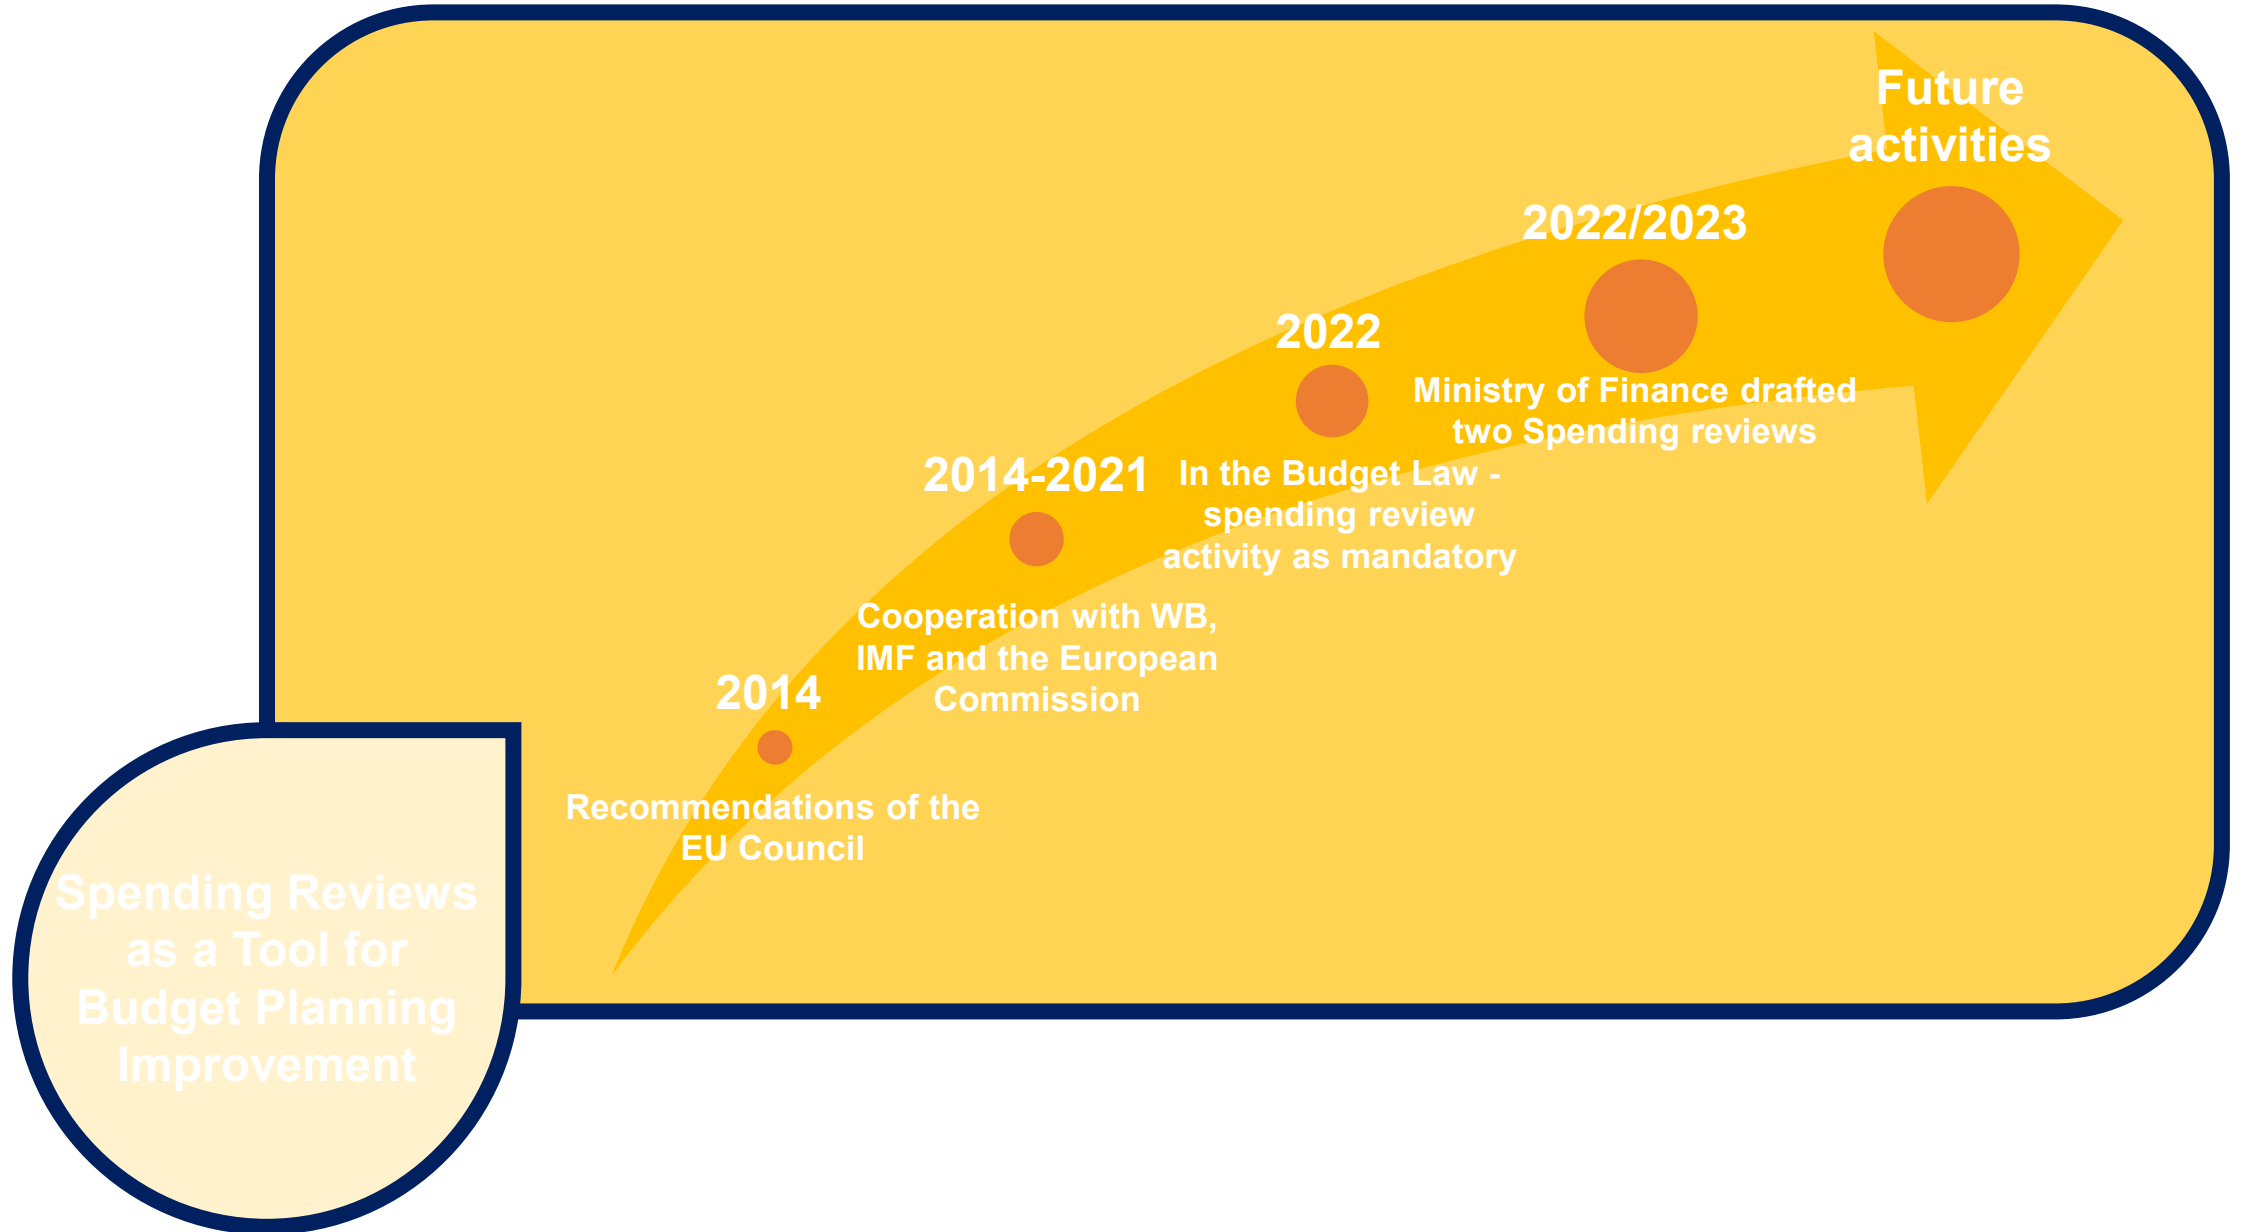 Future
activities
2022/2023
Ministry of Finance drafted
two Spending reviews
2022
In the Budget Law -
spending review
activity as mandatory
2014-2021
Cooperation with WB,
IMF and the European
Commission
2014
Recommendations of the
EU Council
Spending Reviews
as a Tool for
Budget Planning
Improvement